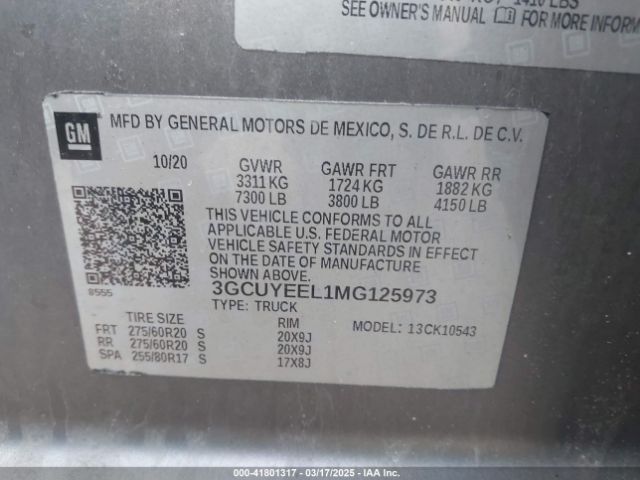 1410 LBS
SEE OWNER'S MANUAL FOR MORE INFORM
GM
MFD BY GENERAL MOTORS DE MEXICO, S. DE R.L. DE C.V.
10/20 GVWR GAWR FRT GAWR RR
3311 KG 1724 KG 1882 KG
7300 LB 3800 LB 4150 LB
THIS VEHICLE CONFORMS TO ALL
APPLICABLE U.S. FEDERAL MOTOR
VEHICLE SAFETY STANDARDS IN EFFECT
ON THE DATE OF MANUFACTURE
SHOWN ABOVE.
8555
3GCUYEEL1MG125973
TYPE: TRUCK
TIRE SIZE RIM MODEL: 13CK10543
FRT 275/60R20 S 20X9J
RR 275/60R20 S 20X9J
SPA 255/80R17 S 17X8J
000-41801317 - 03/17/2025 - IAA Inc.